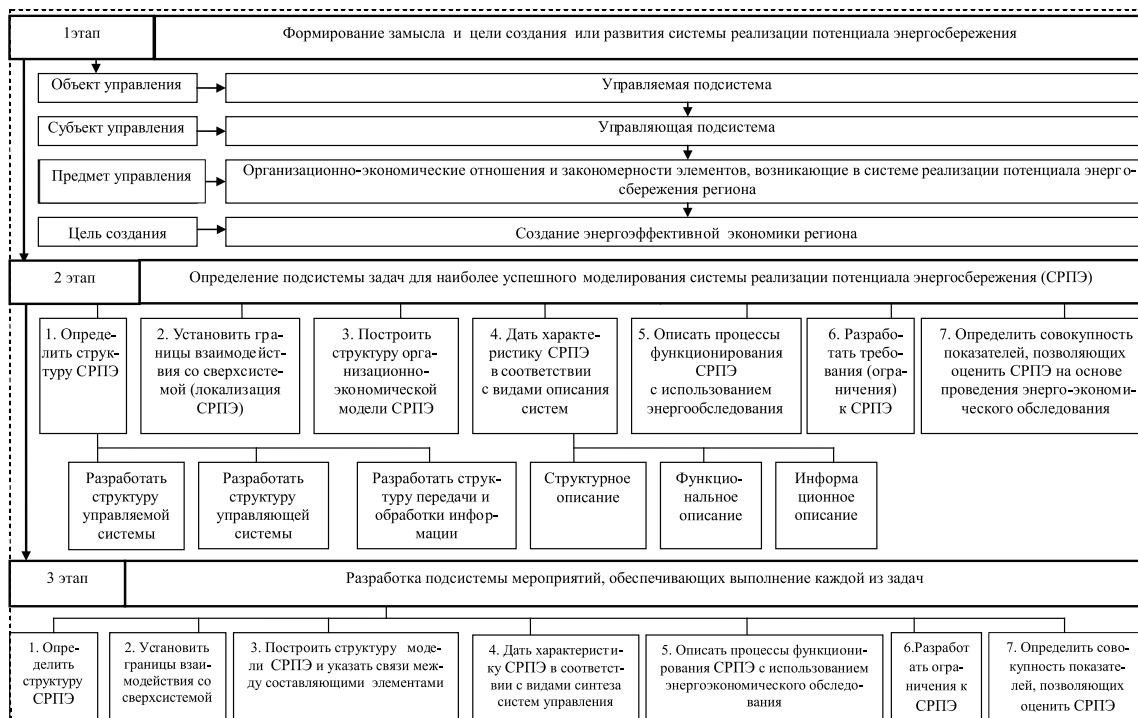 1этап
Формирование замысла и цели создания или развития системы реализации потенциала энергосбережения
Объект управления
Управляемая подсистема
Субъект управления
Управляющая подсистема
Предмет управления
Организационно-экономические отношения и закономерности элементов, возникающие в системе реализации потенциала энерго-
сбережения региона
Цель создания
Создание энергоэффективной экономики региона
2 этап
Определение подсистемы задач для наиболее успешного моделирования системы реализации потенциала энергосбережения (СРПЭ)
1. Опреде-
лить струк-
туру СРПЭ
2. Установить гра-
ницы взаимодейст-
вия со сверхсисте-
мой (локализация
СРПЭ)
3. Построить
структуру орга-
низационно-
экономической
модели СРПЭ
4. Дать характе-
ристику СРПЭ
в соответствии
с видами описания
систем
5. Описать процессы
функционирования
СРПЭ
с использованием
энергообследования
6. Разрабо-
тать требо-
вания (огра-
ничения)
к СРПЭ
7. Определить совокупность
показателей, позволяющих
оценить СРПЭ на основе
проведения энерго-экономи-
ческого обследования
Разработать
структуру
управляемой
системы
Разработать
структуру
управляющей
системы
Разработать струк-
туру передачи и
обработки инфор-
мации
Структурное
описание
Функцио-
нальное
описание
Информа
ционное
описание
3 этап
Разработка подсистемы мероприятий, обеспечивающих выполнение каждой из задач
1. Опре-
делить
структуру
СРПЭ
2. Установить
границы взаи-
модействия со
сверхсистемой
3. Построить структуру моде-
ли СРПЭ и указать связи меж-
ду составляющими элементами
4. Дать характеристи-
ку СРПЭ в соответст-
вии с видами синтеза
систем управления
5. Описать процессы функциони-
рования СРПЭ с использованием
энергоэкономического обследо-
вания
6.Разработ
ать огра-
ничения к
СРПЭ
7. Определить сово-
купность показате-
лей, позволяющих
оценить СРПЭ